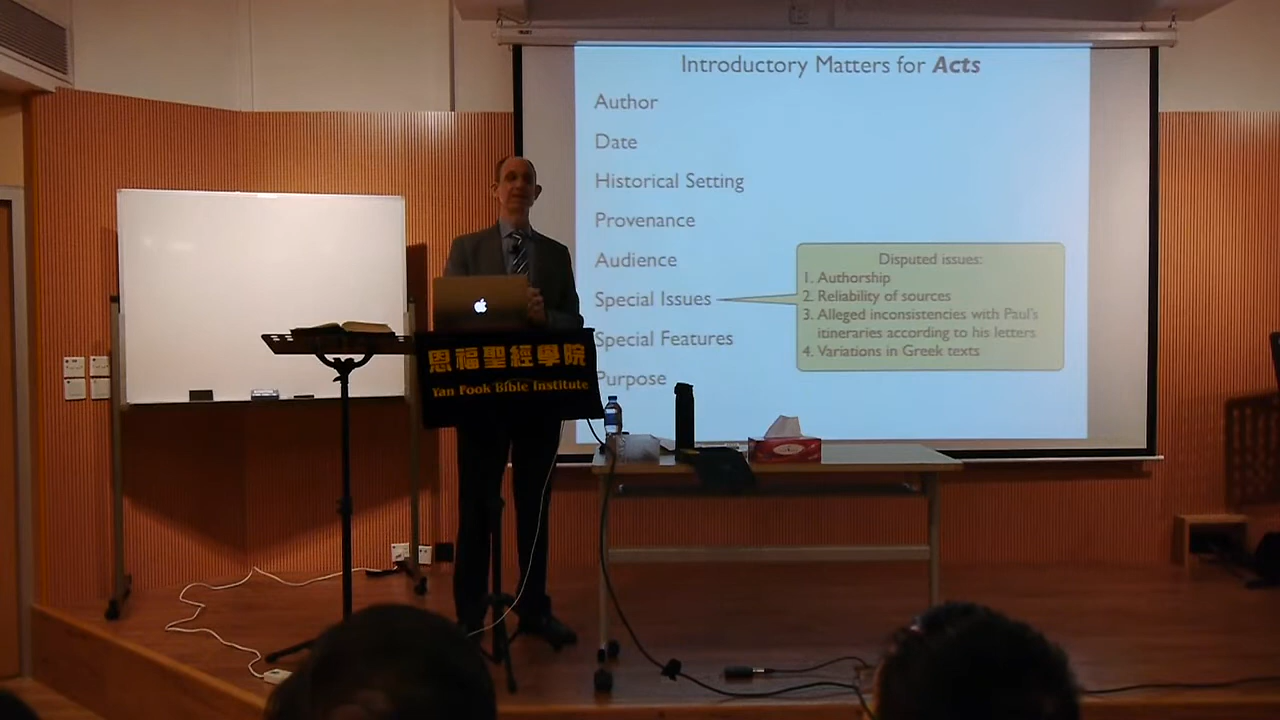 Introductory Matters for Acts
Author
Date
Historical Setting
Provenance
Audience
Special Issues
Special Features
Purpose
Disputed issues:
1. Authorship
2. Reliability of sources
3. Alleged inconsistencies with Paul's
itineraries according to his letters
4. Variations in Greek texts
恩福聖經學院
Yan Fook Bible Institute